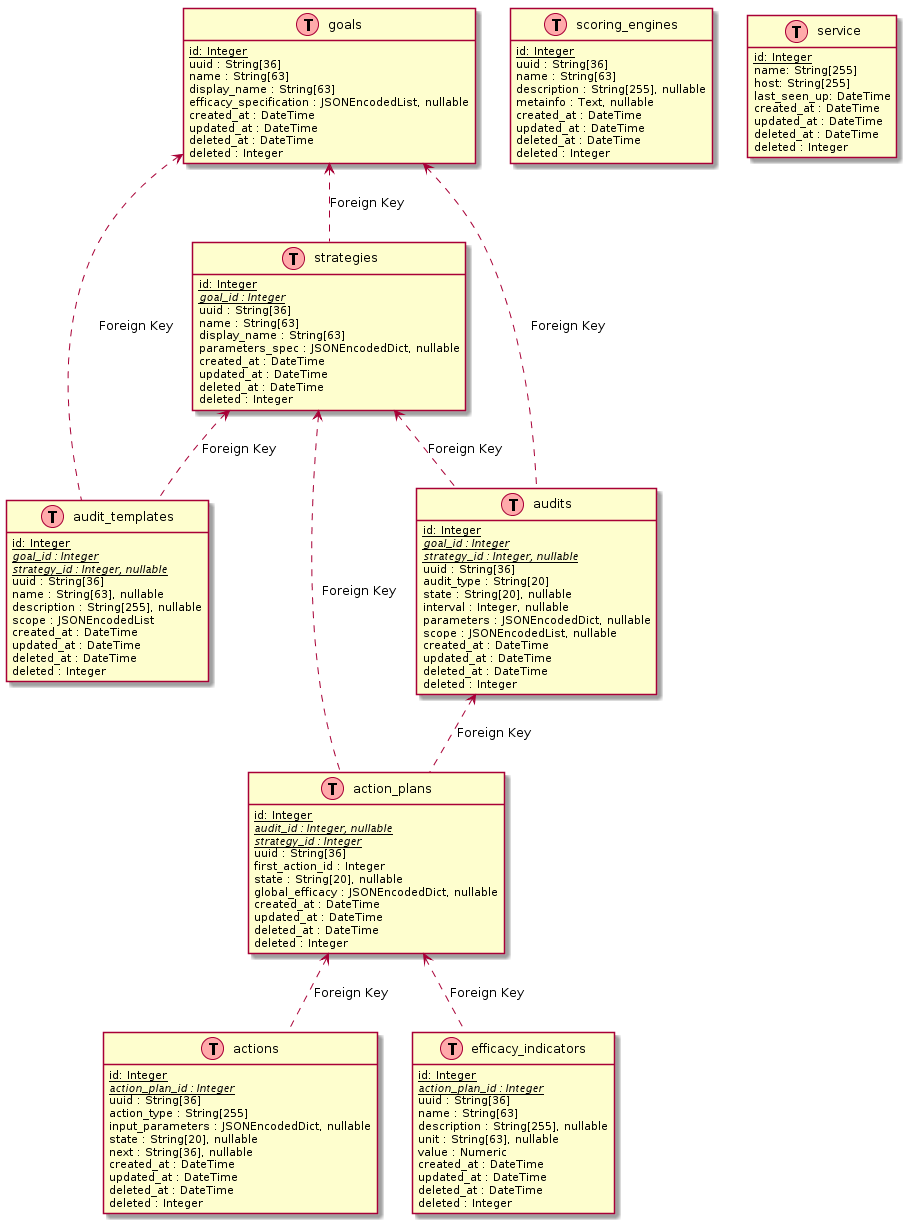 T goals
id: Integer
uuid : String[36]
name : String[63]
display_name : String[63]
efficacy_specification : JSONEncodedList, nullable
created_at : DateTime
updated_at : DateTime
deleted_at : DateTime
deleted : Integer
T scoring_engines
id: Integer
uuid : String[36]
name : String[63]
description : String[255], nullable
metainfo : Text, nullable
created_at : DateTime
updated_at : DateTime
deleted_at : DateTime
deleted : Integer
T service
id: Integer
name: String[255]
host: String[255]
last_seen_up: DateTime
created_at : DateTime
updated_at : DateTime
deleted_at : DateTime
deleted : Integer
Foreign Key
T strategies
id: Integer
goal_id : Integer
uuid : String[36]
name : String[63]
display_name : String[63]
parameters_spec : JSONEncodedDict, nullable
created_at : DateTime
updated_at : DateTime
deleted_at : DateTime
deleted : Integer
Foreign Key
Foreign Key
Foreign Key
Foreign Key
T audit_templates
id: Integer
goal_id : Integer
strategy_id : Integer, nullable
uuid : String[36]
name : String[63], nullable
description : String[255], nullable
scope : JSONEncodedList
created_at : DateTime
updated_at : DateTime
deleted_at : DateTime
deleted : Integer
Foreign Key
T audits
id: Integer
goal_id : Integer
strategy_id : Integer, nullable
uuid : String[36]
audit_type : String[20]
state : String[20], nullable
interval : Integer, nullable
parameters : JSONEncodedDict, nullable
scope : JSONEncodedList, nullable
created_at : DateTime
updated_at : DateTime
deleted_at : DateTime
deleted : Integer
Foreign Key
T action_plans
id: Integer
audit_id : Integer, nullable
strategy_id : Integer
uuid : String[36]
first_action_id : Integer
state : String[20], nullable
global_efficacy : JSONEncodedDict, nullable
created_at : DateTime
updated_at : DateTime
deleted_at : DateTime
deleted : Integer
Foreign Key
Foreign Key
T actions
id: Integer
action_plan_id : Integer
uuid : String[36]
action_type : String[255]
input_parameters : JSONEncodedDict, nullable
state : String[20], nullable
next : String[36], nullable
created_at : DateTime
updated_at : DateTime
deleted_at : DateTime
deleted : Integer
T efficacy_indicators
id: Integer
action_plan_id : Integer
uuid : String[36]
name : String[63]
description : String[255], nullable
unit : String[63], nullable
value : Numeric
created_at : DateTime
updated_at : DateTime
deleted_at : DateTime
deleted : Integer